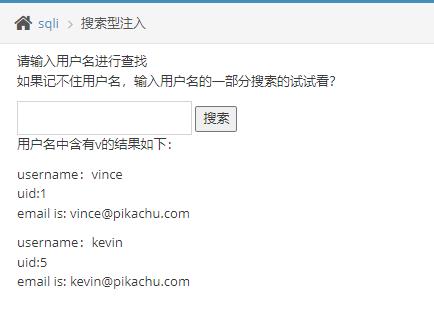 sqli > 搜索型注入
请输入用户名进行查找
如果记不住用户名，输入用户名的一部分搜索的试试看？
搜索
用户名中含有v的结果如下：
username：vince
uid:1
email is: vince@pikachu.com
username：kevin
uid:5
email is: kevin@pikachu.com